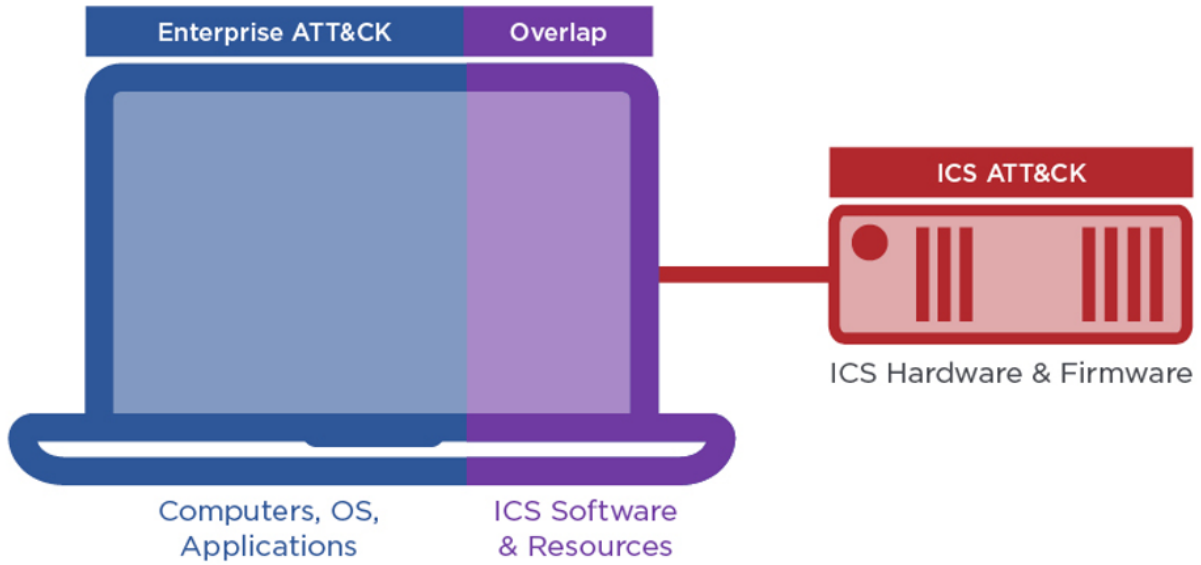 Enterprise ATT&CK
Overlap
ICS ATT&CK
ICS Hardware & Firmware
Computers, OS,
Applications
ICS Software
& Resources